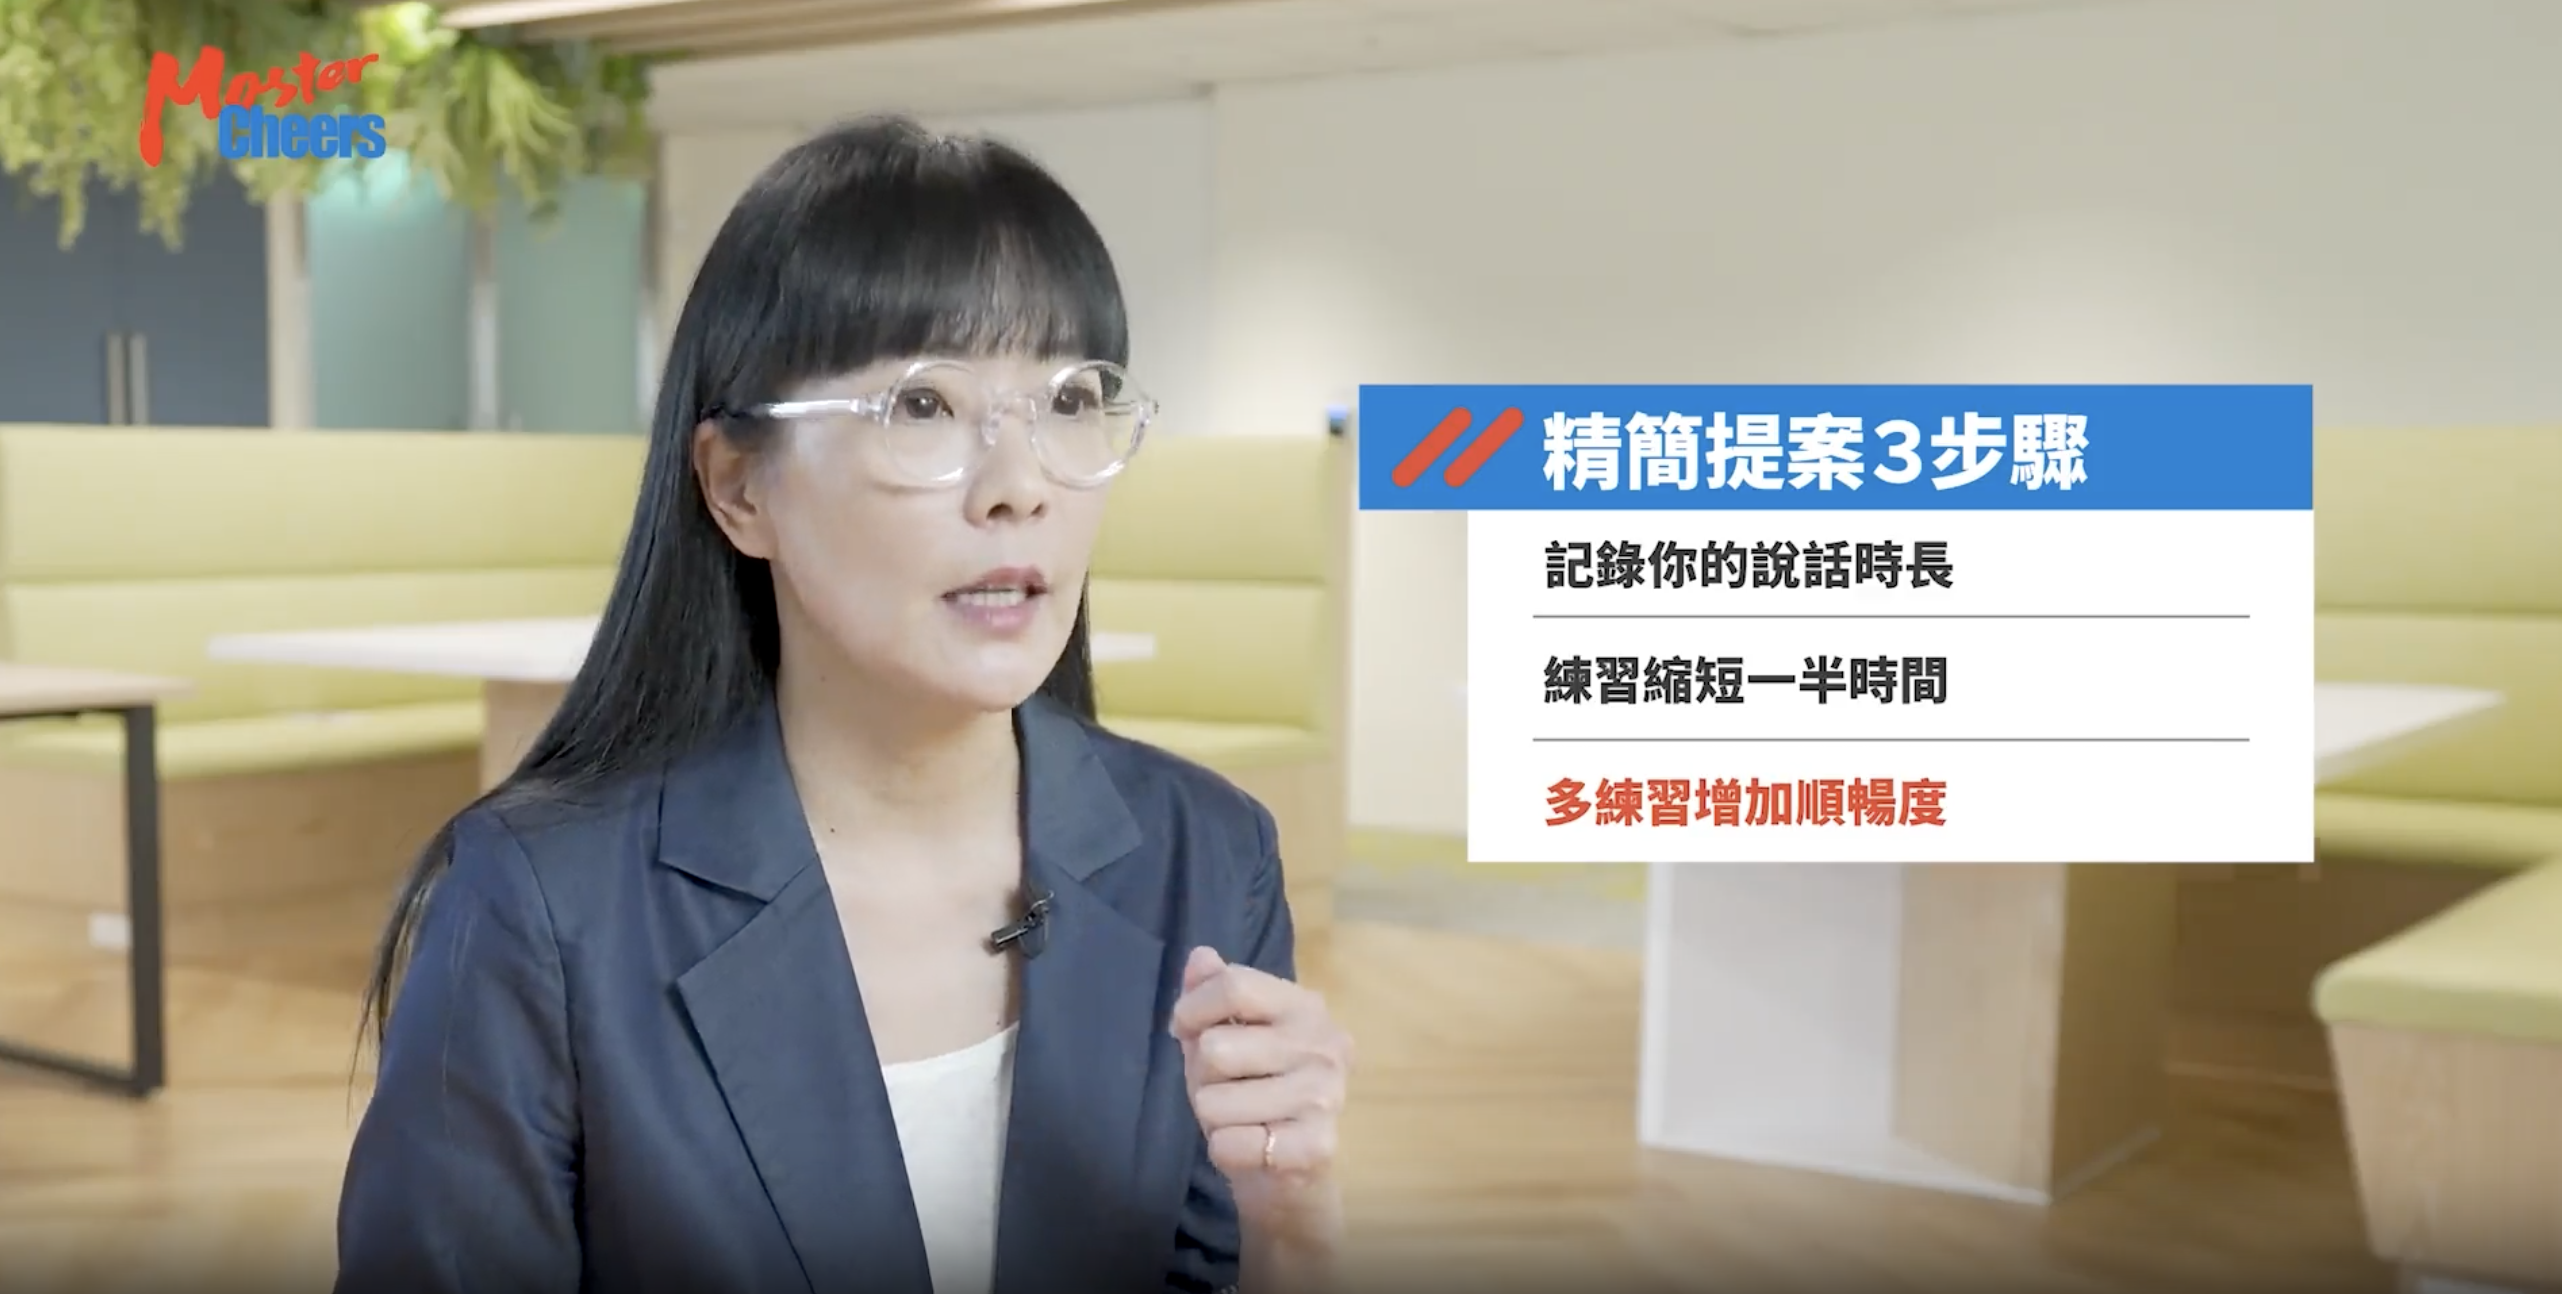 Master
Cheers
精簡提案3步驟
記錄你的說話時長
練習縮短一半時間
多練習增加順暢度